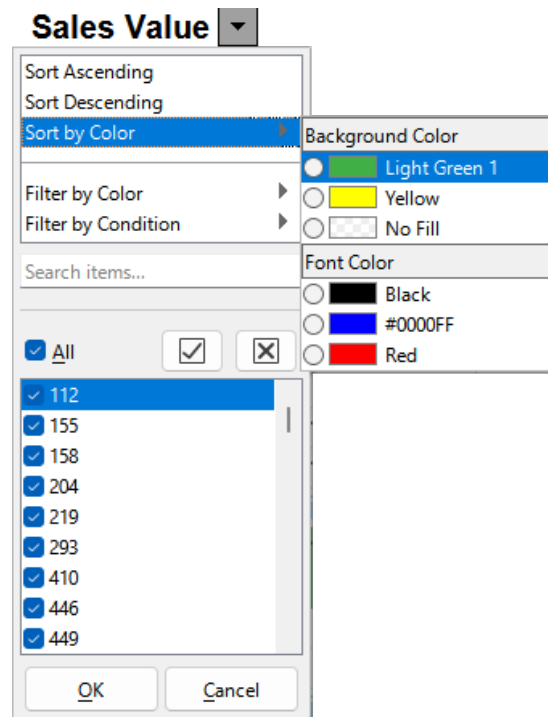 Sales Value
Sort Ascending
Sort Descending
Sort by Color
Filter by Color
Filter by Condition
Background Color
Light Green 1
Yellow
No Fill
Font Color
Black
#0000FF
Red
Search items...
All
112
155
158
204
219
293
410
446
449
OK
Cancel